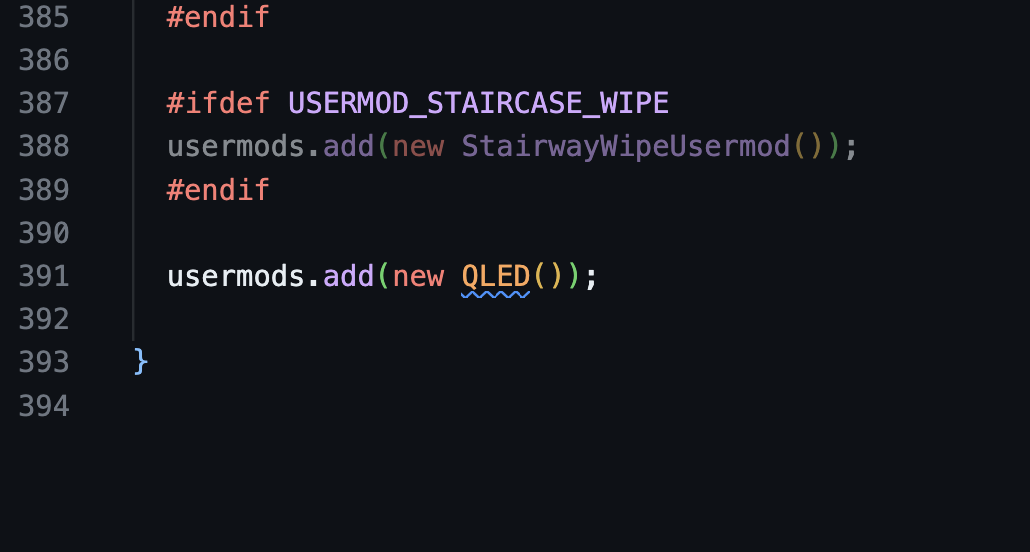 385 #endif
386
387 #ifdef USERMOD_STAIRCASE_WIPE
388 usermods.add(new StairwayWipeUsermod());
389 #endif
390
391 usermods.add(new QLED());
392
393 }
394